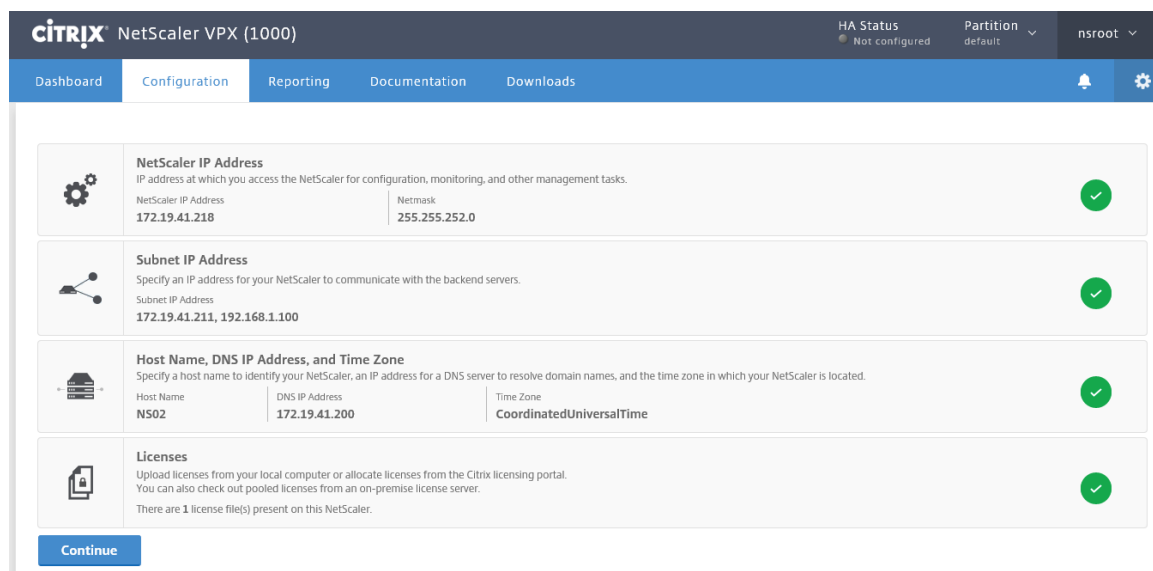 CITRIX NetScaler VPX (1000)
HA Status
Not configured
Partition
default
nsroot
Dashboard Configuration Reporting Documentation Downloads
NetScaler IP Address
IP address at which you access the NetScaler for configuration, monitoring, and other management tasks.
NetScaler IP Address Netmask
172.19.41.218 255.255.252.0
Subnet IP Address
Specify an IP address for your NetScaler to communicate with the backend servers.
Subnet IP Address
172.19.41.211, 192.168.1.100
Host Name, DNS IP Address, and Time Zone
Specify a host name to identify your NetScaler, an IP address for a DNS server to resolve domain names, and the time zone in which your NetScaler is located.
Host Name DNS IP Address Time Zone
NS02 172.19.41.200 CoordinatedUniversalTime
Licenses
Upload licenses from your local computer or allocate licenses from the Citrix licensing portal.
You can also check out pooled licenses from an on-premise license server.
There are 1 license file(s) present on this NetScaler.
Continue